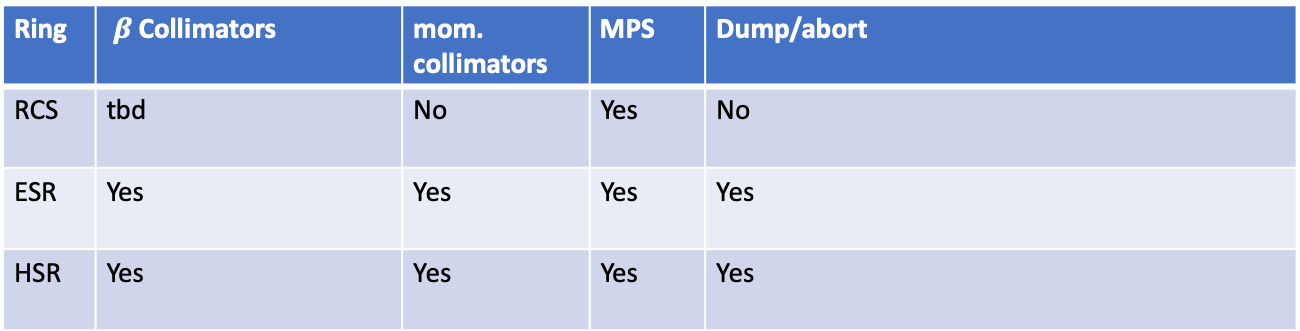 Ring 𝜷 Collimators mom. collimators MPS Dump/abort
RCS tbd No Yes No
ESR Yes Yes Yes Yes
HSR Yes Yes Yes Yes